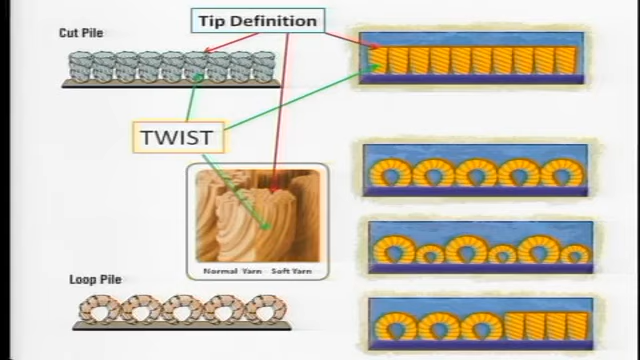 Tip Definition
Cut Pile
TWIST
Normal Yarn Soft Yarn
Loop Pile